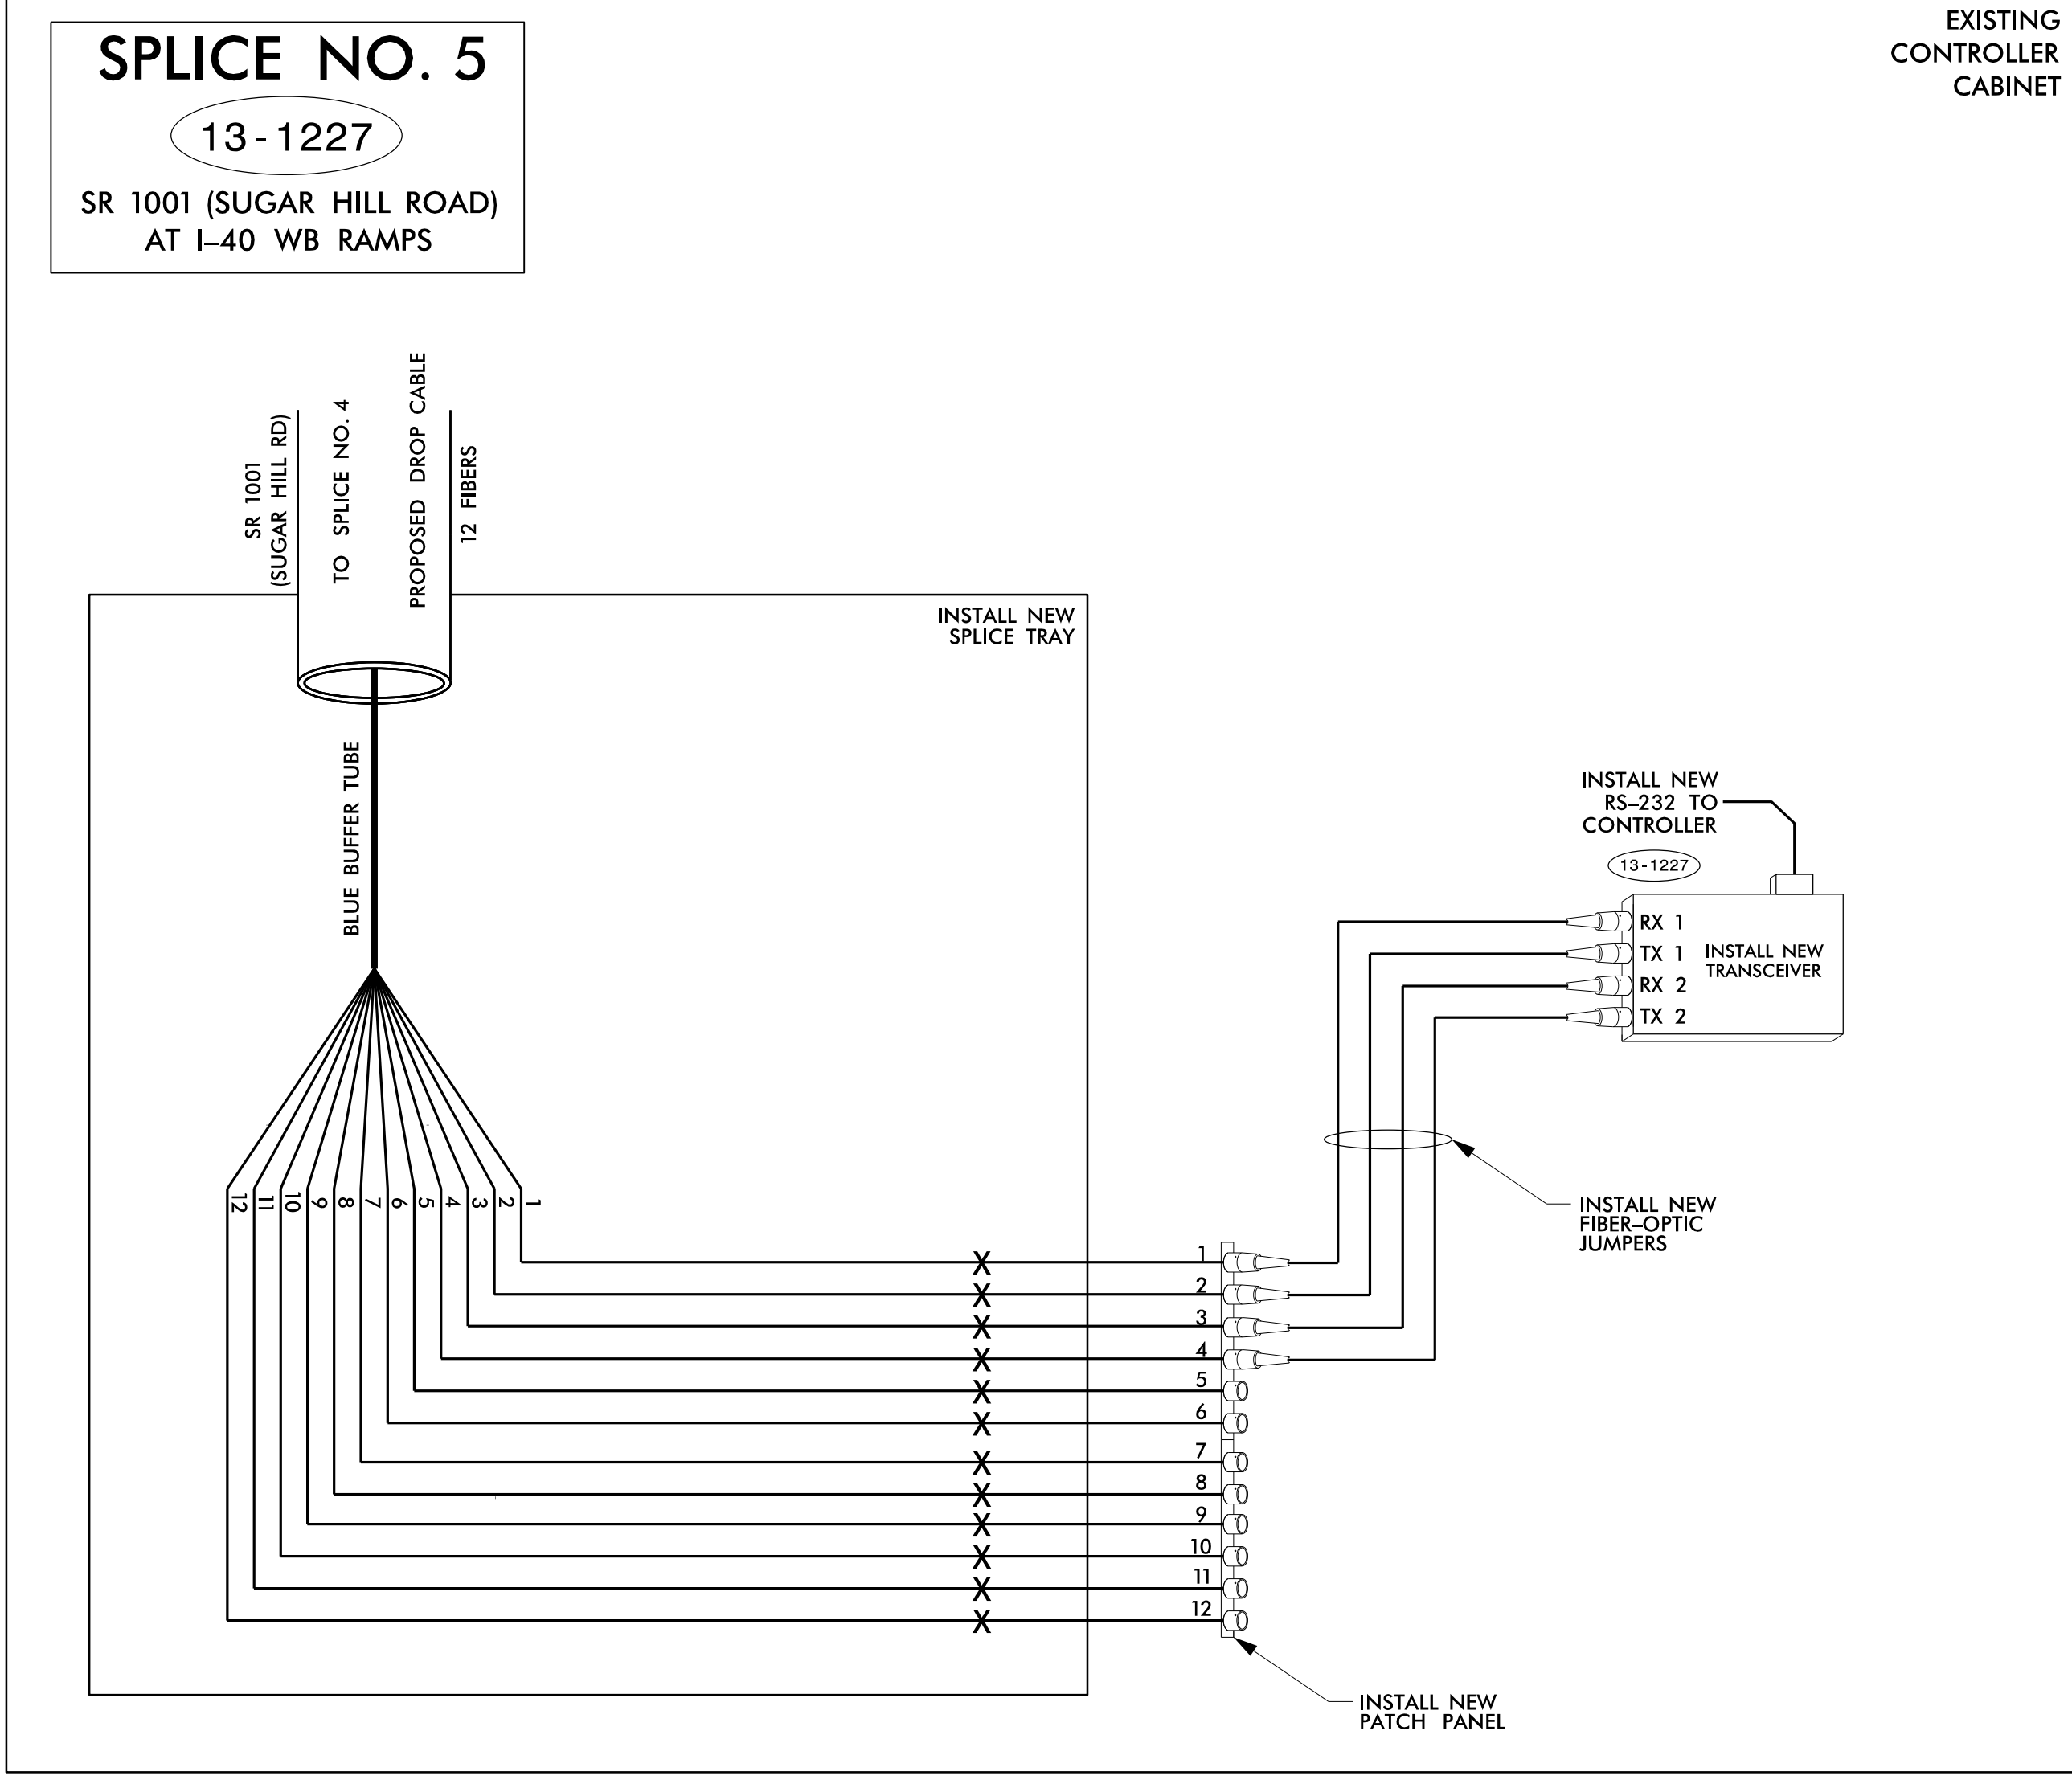 SPLICE NO. 5
13-1227
SR 1001 (SUGAR HILL ROAD)
AT I–40 WB RAMPS
EXISTING
CONTROLLER
CABINET
SR 1001
(SUGAR HILL RD)
TO SPLICE NO. 4
PROPOSED DROP CABLE
12 FIBERS
INSTALL NEW
SPLICE TRAY
BLUE BUFFER TUBE
INSTALL NEW
RS–232 TO
CONTROLLER
13-1227
RX 1
TX 1
RX 2
TX 2
INSTALL NEW
TRANSCEIVER
INSTALL NEW
FIBER–OPTIC
JUMPERS
12
11
10
9
8
7
6
5
4
3
2
1
X 1
X 2
X 3
X 4
X 5
X 6
X 7
X 8
X 9
X 10
X 11
X 12
INSTALL NEW
PATCH PANEL